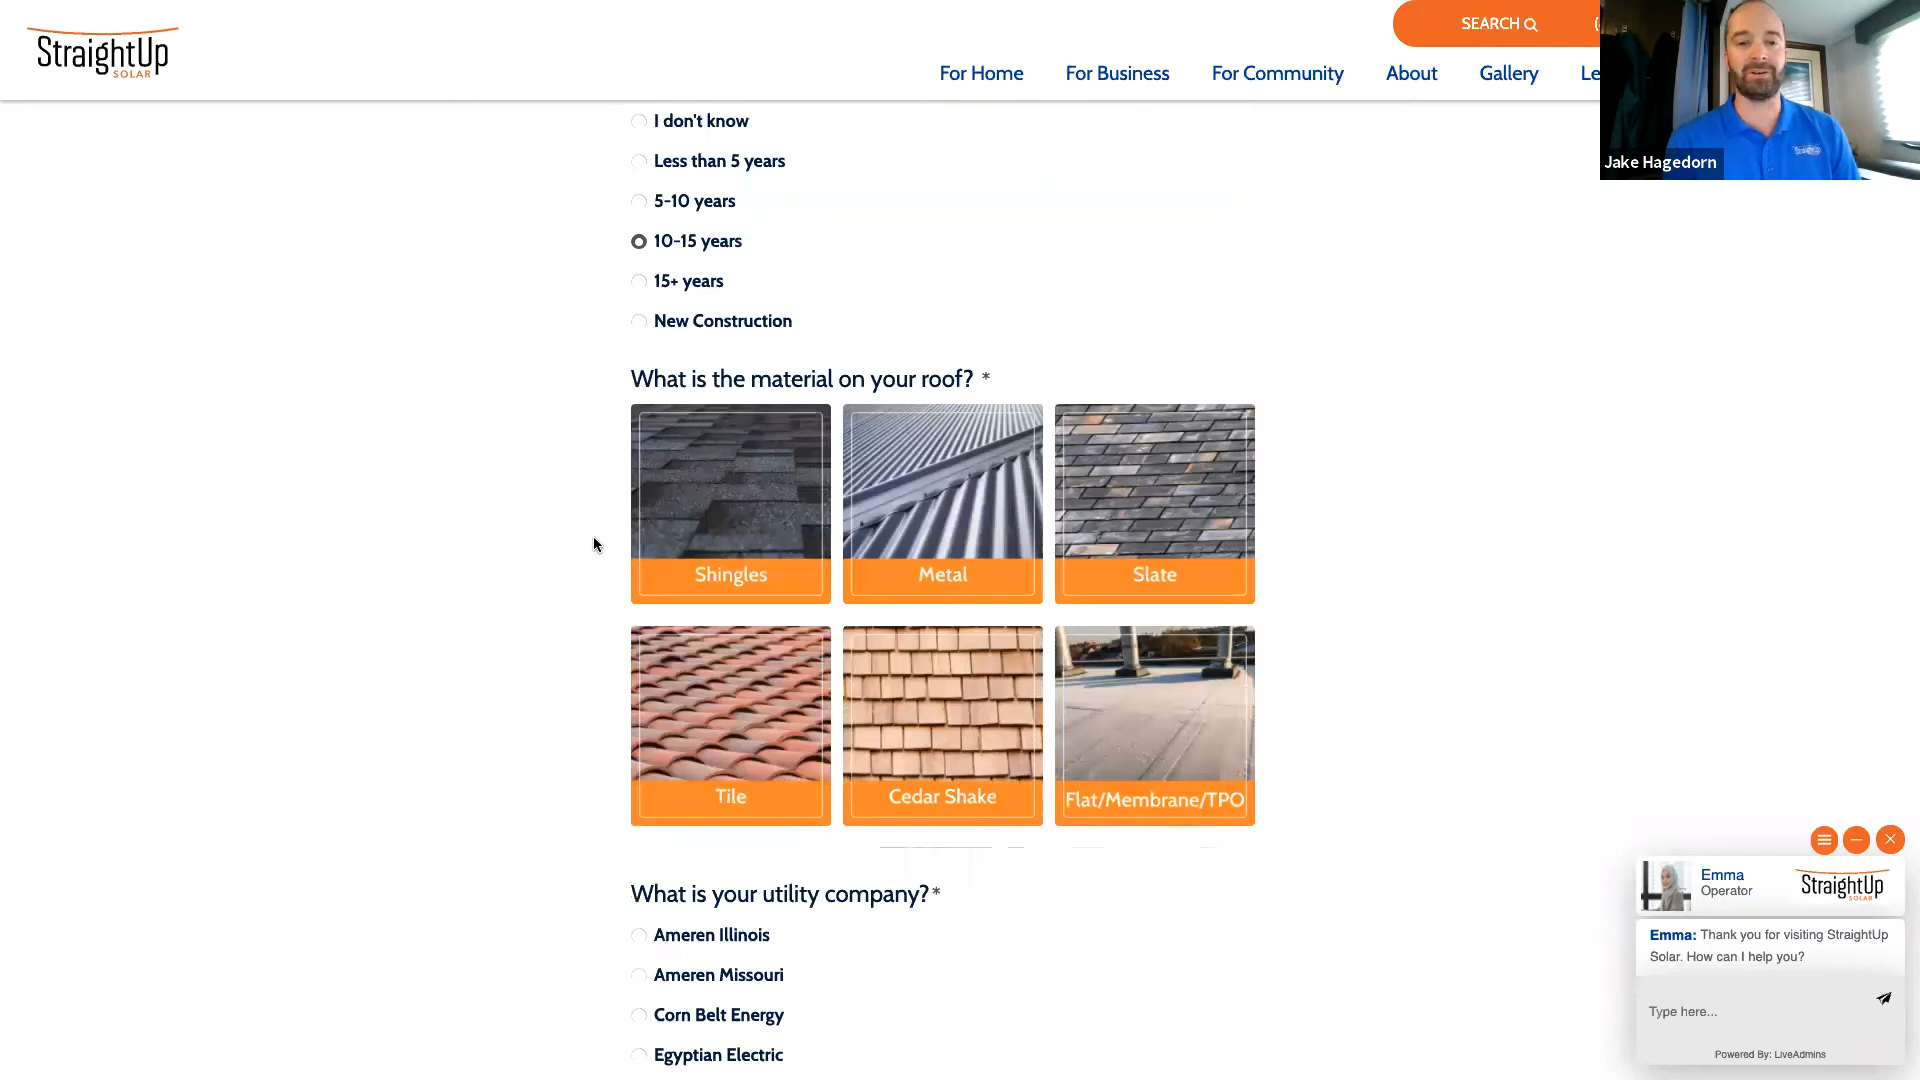 StraightUp
SOLAR
SEARCH
For Home
For Business
For Community
About
Gallery
Le
Jake Hagedorn
StraightUp
I don't know
Less than 5 years
5-10 years
10-15 years
15+ years
New Construction
What is the material on your roof? *
Shingles
Metal
Slate
Tile
Cedar Shake
Flat/Membrane/TPO
What is your utility company? *
Ameren Illinois
Ameren Missouri
Corn Belt Energy
Egyptian Electric
Emma
Operator
StraightUp
SOLAR
Emma: Thank you for visiting StraightUp
Solar. How can I help you?
Type here...
Powered By: LiveAdmins